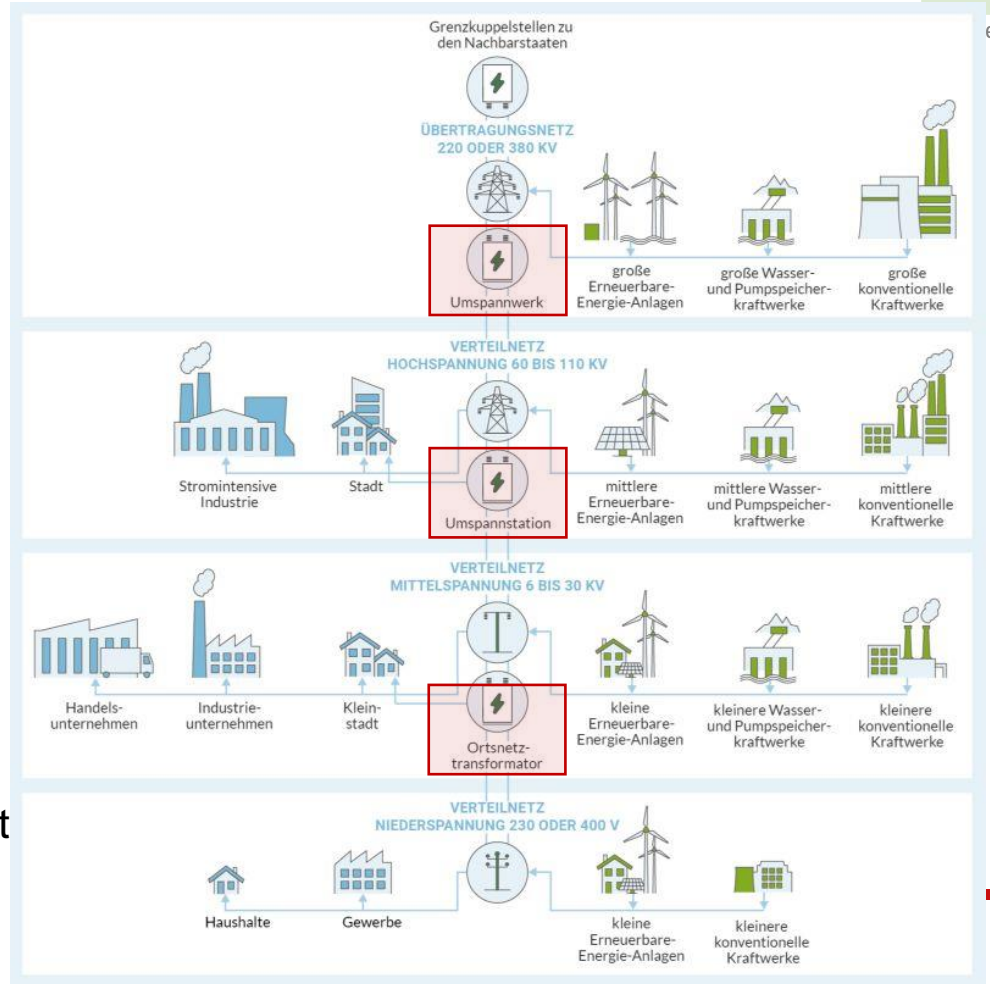 Grenzkuppelstellen zu
den Nachbarstaaten
ÜBERTRAGUNGSNETZ
220 ODER 380 KV
Umspannwerk
große
Erneuerbare-
Energie-Anlagen
große Wasser-
und Pumpspeicher-
kraftwerke
große
konventionelle
Kraftwerke
VERTEILNETZ
HOCHSPANNUNG 60 BIS 110 KV
Stromintensive
Industrie
Stadt
Umspannstation
mittlere
Erneuerbare-
Energie-Anlagen
mittlere Wasser-
und Pumpspeicher-
kraftwerke
mittlere
konventionelle
Kraftwerke
VERTEILNETZ
MITTELSPANNUNG 6 BIS 30 KV
Handels-
unternehmen
Industrie-
unternehmen
Klein-
stadt
Ortsnetz-
transformator
kleine
Erneuerbare-
Energie-Anlagen
kleinere Wasser-
und Pumpspeicher-
kraftwerke
kleinere
konventionelle
Kraftwerke
t
VERTEILNETZ
NIEDERSPANNUNG 230 ODER 400 V
Haushalte
Gewerbe
kleine
Erneuerbare-
Energie-Anlagen
kleinere
konventionelle
Kraftwerke